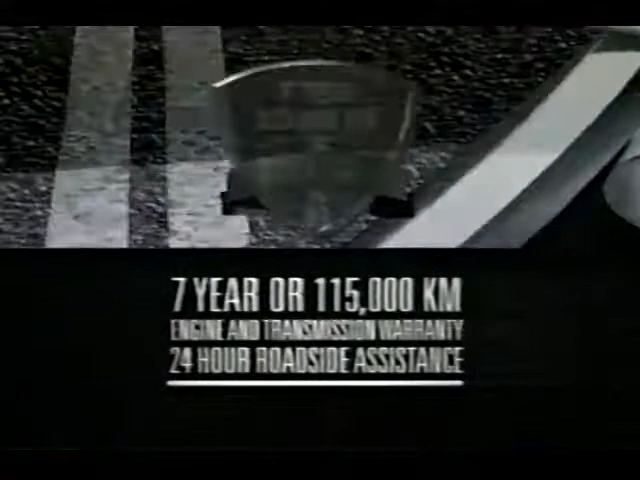 7 YEAR OR 115,000 KM
ENGINE AND TRANSMISSION WARRANTY
24 HOUR ROADSIDE ASSISTANCE